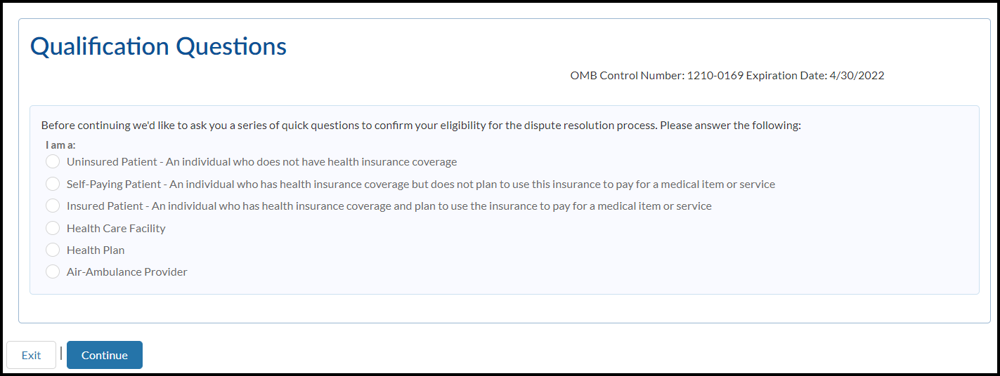 Qualification Questions
OMB Control Number: 1210-0169 Expiration Date: 4/30/2022
Before continuing we'd like to ask you a series of quick questions to confirm your eligibility for the dispute resolution process. Please answer the following:
I am a:
Uninsured Patient - An individual who does not have health insurance coverage
Self-Paying Patient - An individual who has health insurance coverage but does not plan to use this insurance to pay for a medical item or service
Insured Patient - An individual who has health insurance coverage and plan to use the insurance to pay for a medical item or service
Health Care Facility
Health Plan
Air-Ambulance Provider
Exit | Continue